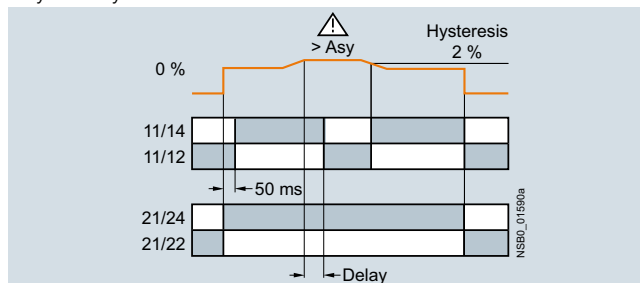 Hysteresis
> Asy
2 %
0 %
11/14
11/12
50 ms
21/24
21/22
Delay
NSB0_01590a